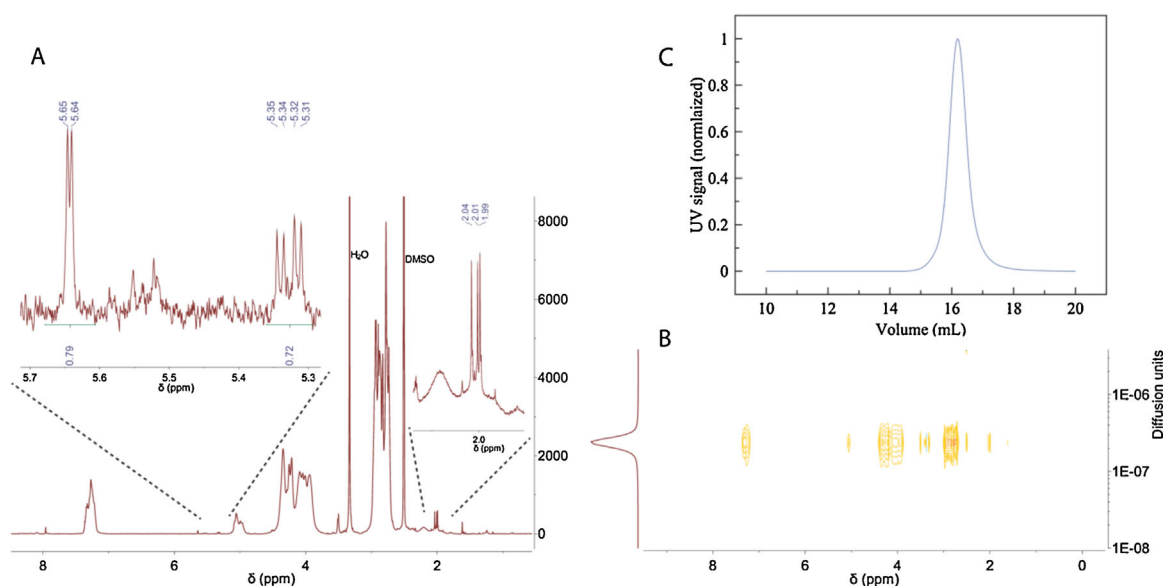 A
5.65
5.64
5.35
5.34
5.32
5.31
0.79
0.72
5.7
5.6
5.5
5.4
5.3
δ (ppm)
H₂O
DMSO
2.04
2.01
1.99
2.0
δ (ppm)
8000
6000
4000
2000
0
8
6
4
2
δ (ppm)
C
UV signal (normlaized)
1
0.8
0.6
0.4
0.2
0
10
12
14
16
18
20
Volume (mL)
B
Diffusion units
1E-06
1E-07
1E-08
8
6
4
2
0
δ (ppm)